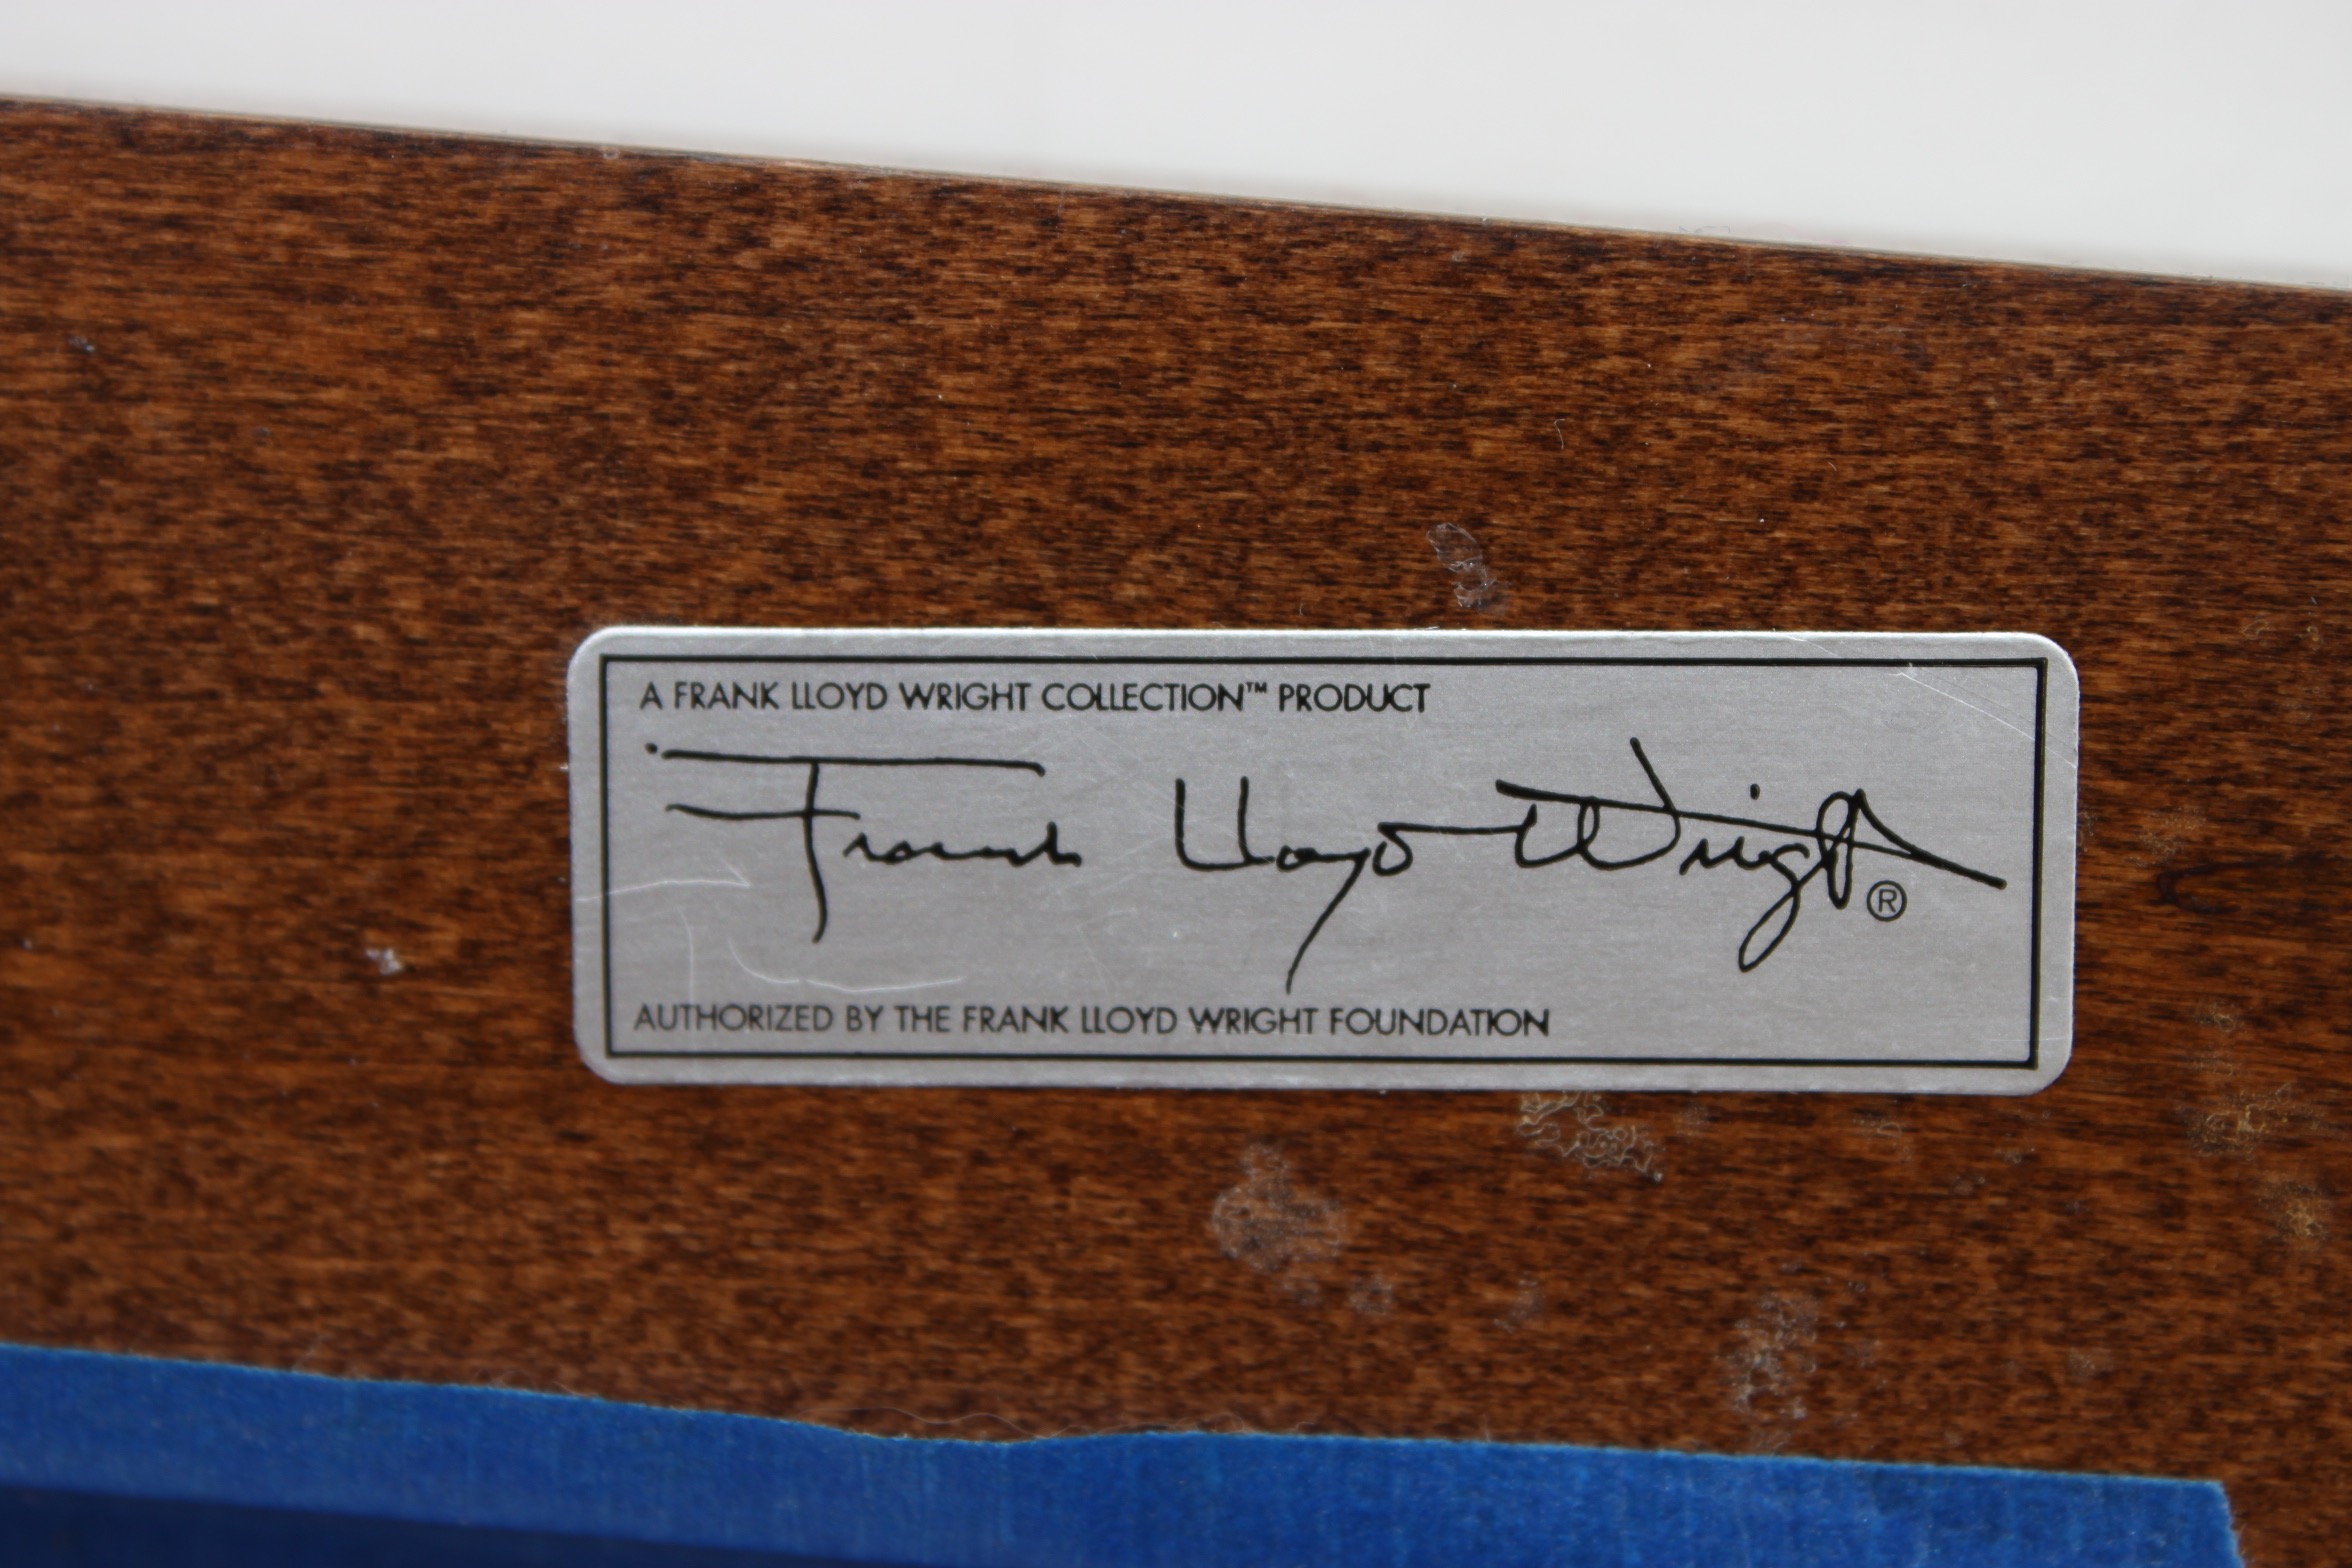 A FRANK LLOYD WRIGHT COLLECTION™ PRODUCT
Frank Lloyd Wright ®
AUTHORIZED BY THE FRANK LLOYD WRIGHT FOUNDATION